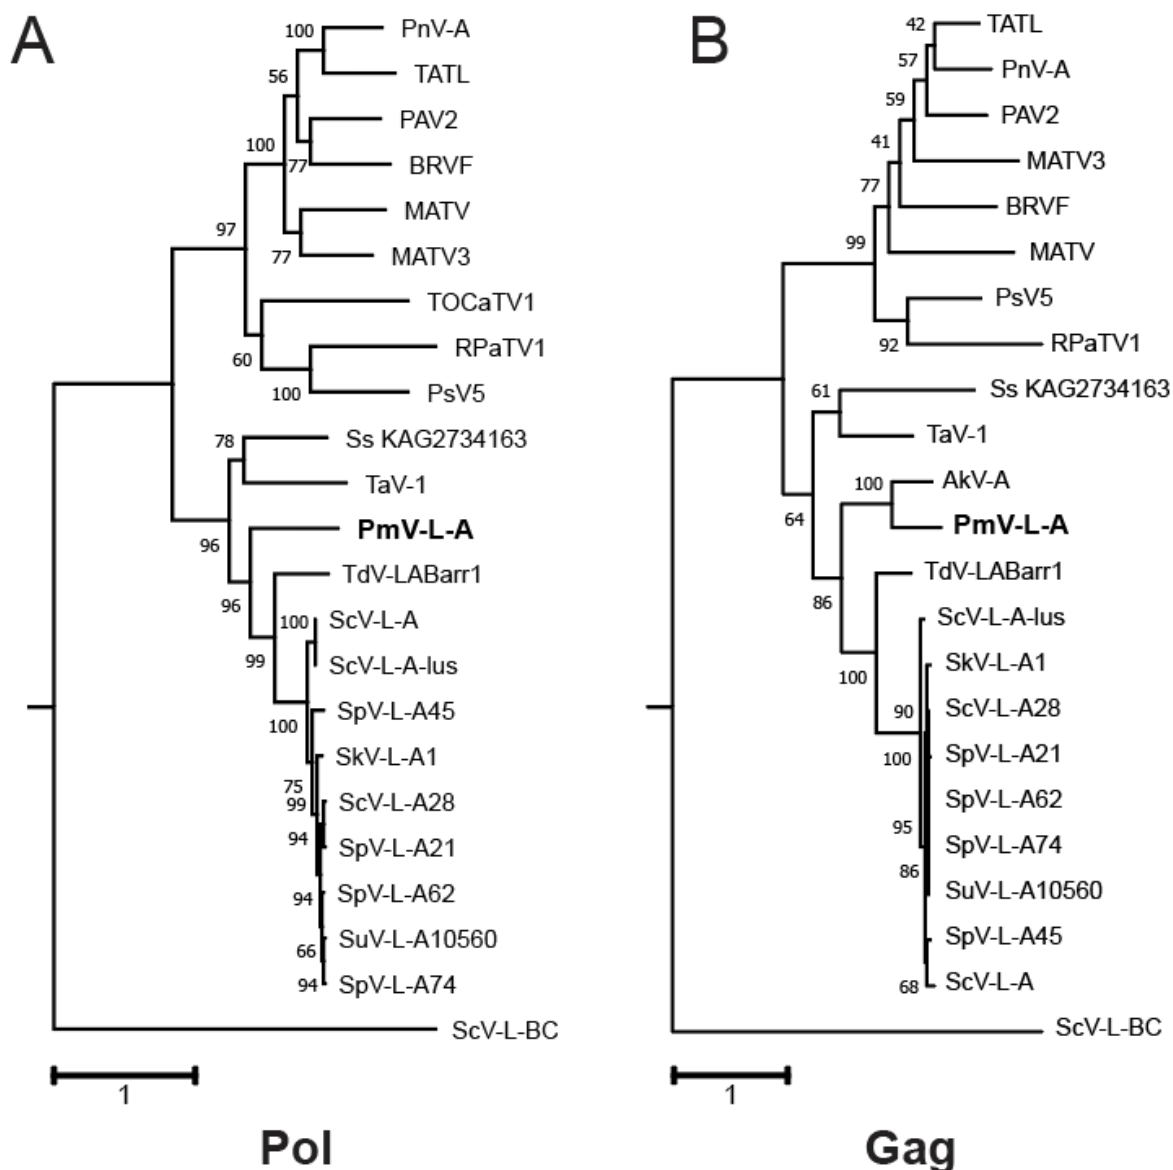 A
100
PnV-A
TATL
56
PAV2
100
77
BRVF
MATV
97
77
MATV3
TOCaTV1
60
RPaTV1
100
PsV5
78
Ss KAG2734163
TaV-1
96
PmV-L-A
96
TdV-LABarr1
100
ScV-L-A
99
ScV-L-A-lus
100
SpV-L-A45
SkV-L-A1
75
99
ScV-L-A28
94
SpV-L-A21
94
SpV-L-A62
66
SuV-L-A10560
94
SpV-L-A74
ScV-L-BC
1
Pol
B
42
TATL
57
PnV-A
59
PAV2
41
MATV3
77
BRVF
99
MATV
PsV5
92
RPaTV1
61
Ss KAG2734163
TaV-1
100
AkV-A
64
PmV-L-A
TdV-LABarr1
86
ScV-L-A-lus
100
SkV-L-A1
90
ScV-L-A28
100
SpV-L-A21
SpV-L-A62
95
SpV-L-A74
86
SuV-L-A10560
SpV-L-A45
68
ScV-L-A
ScV-L-BC
1
Gag